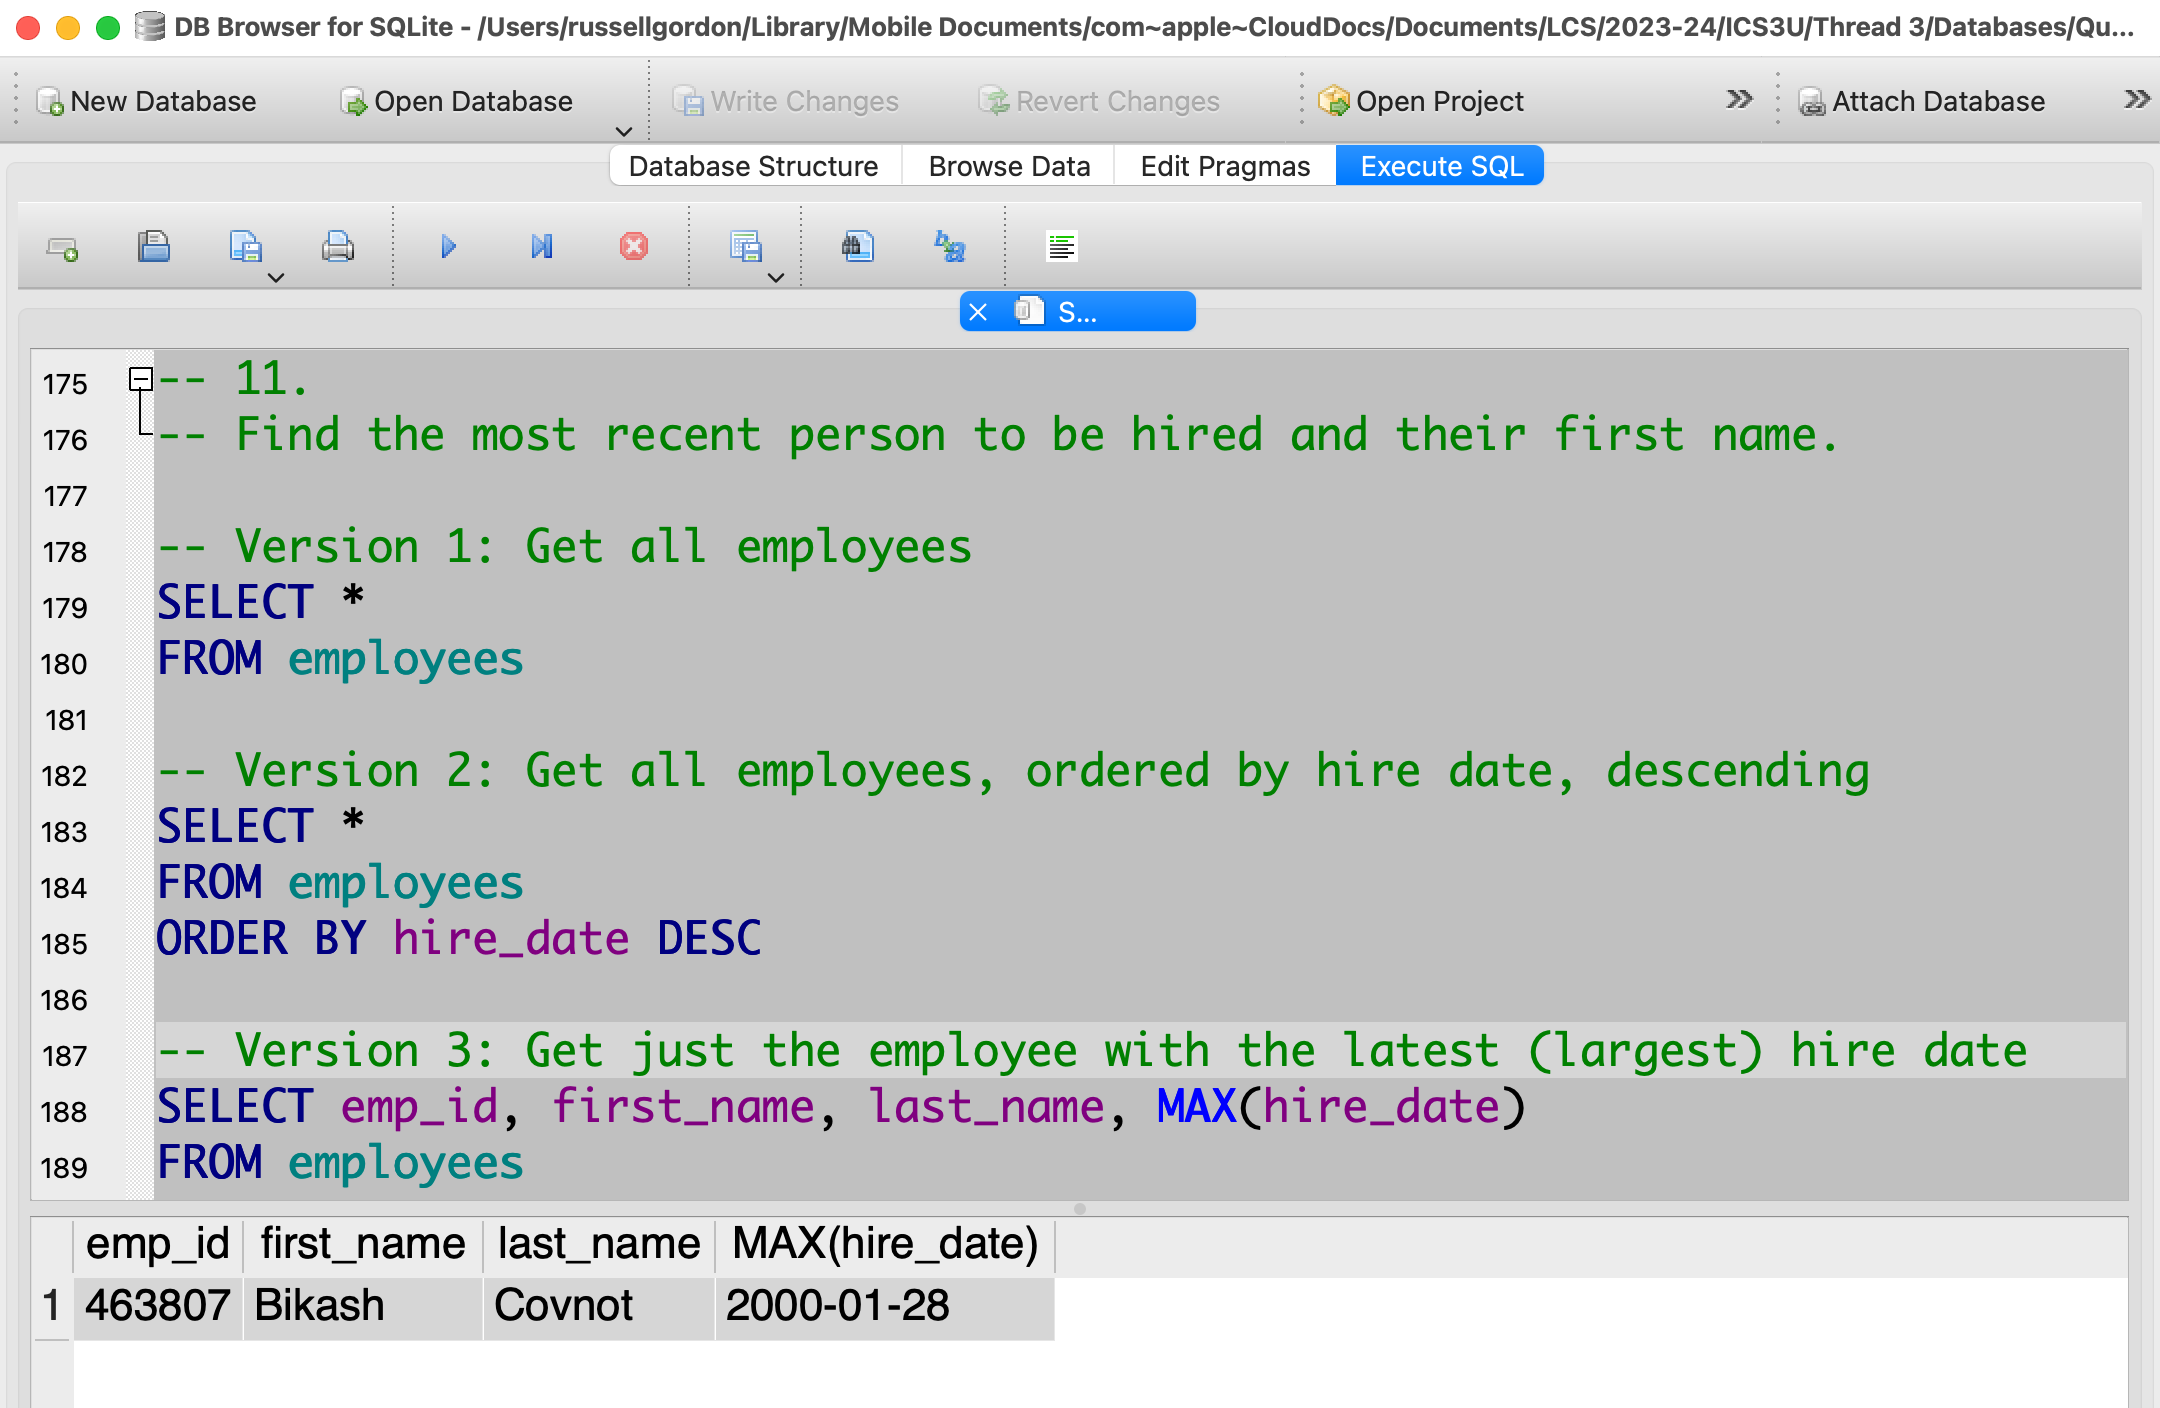 DB Browser for SQLite - /Users/russellgordon/Library/Mobile Documents/com~apple~CloudDocs/Documents/LCS/2023-24/ICS3U/Thread 3/Databases/Qu...
New Database Open Database Write Changes Revert Changes Open Project » Attach Database »
Database Structure Browse Data Edit Pragmas Execute SQL
S...
175 -- 11.
176 -- Find the most recent person to be hired and their first name.
177
178 -- Version 1: Get all employees
179 SELECT *
180 FROM employees
181
182 -- Version 2: Get all employees, ordered by hire date, descending
183 SELECT *
184 FROM employees
185 ORDER BY hire_date DESC
186
187 -- Version 3: Get just the employee with the latest (largest) hire date
188 SELECT emp_id, first_name, last_name, MAX(hire_date)
189 FROM employees
emp_id first_name last_name MAX(hire_date)
1 463807 Bikash Covnot 2000-01-28